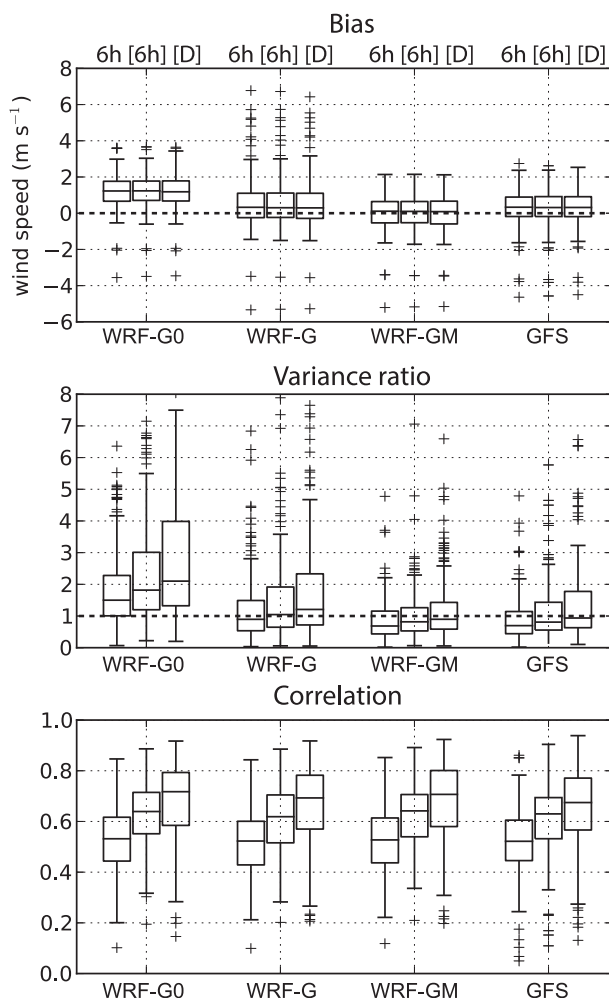 Bias
6h [6h] [D] 6h [6h] [D] 6h [6h] [D] 6h [6h] [D]
wind speed (m s⁻¹)
8
6
4
2
0
−2
−4
−6
WRF-G0 WRF-G WRF-GM GFS
Variance ratio
8
7
6
5
4
3
2
1
0
WRF-G0 WRF-G WRF-GM GFS
Correlation
1.0
0.8
0.6
0.4
0.2
0.0
WRF-G0 WRF-G WRF-GM GFS